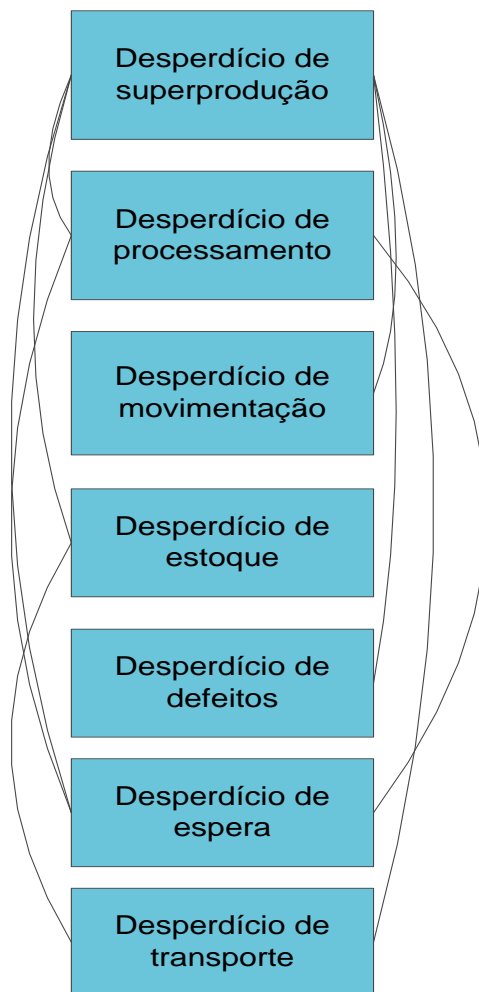 Desperdício de
superprodução
Desperdício de
processamento
Desperdício de
movimentação
Desperdício de
estoque
Desperdício de
defeitos
Desperdício de
espera
Desperdício de
transporte